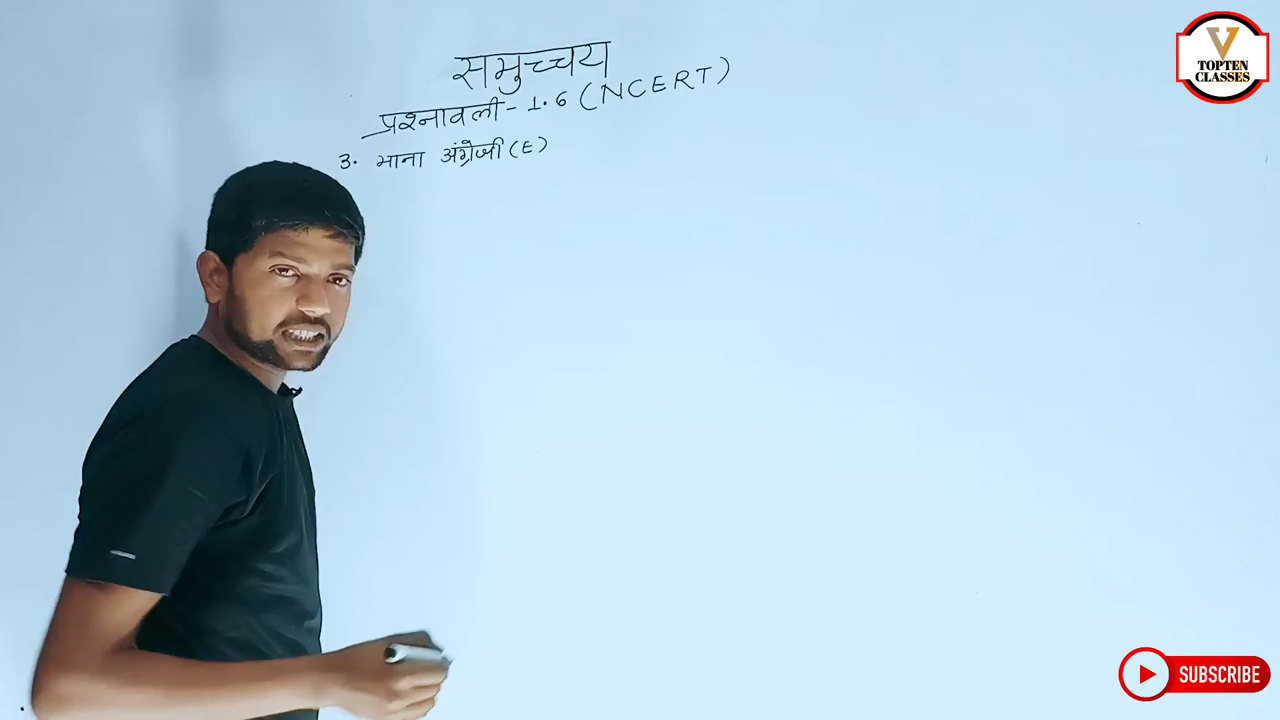 समुच्चय
प्रश्नावली - 1.6 (NCERT)
3. माना अंग्रेजी (E)
V
TOPTEN
CLASSES
SUBSCRIBE